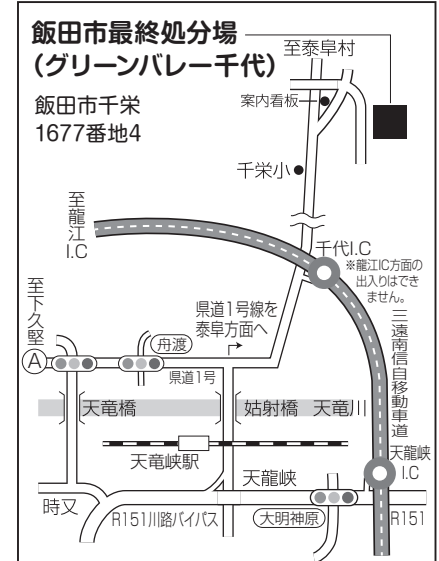 飯田市最終処分場
(グリーンバレー千代)
飯田市千栄
1677番地4
至泰阜村
案内看板
千栄小
至龍江
I.C
千代I.C
※龍江IC方面の
出入りはでき
ません。
至下久堅
県道1号線を
泰阜方面へ
三遠南信自移動車道
A
舟渡
県道1号
天竜橋
姑射橋
天竜川
天竜峡駅
天龍峡
I.C
天龍峡
時又
R151川路バイパス
大明神原
R151